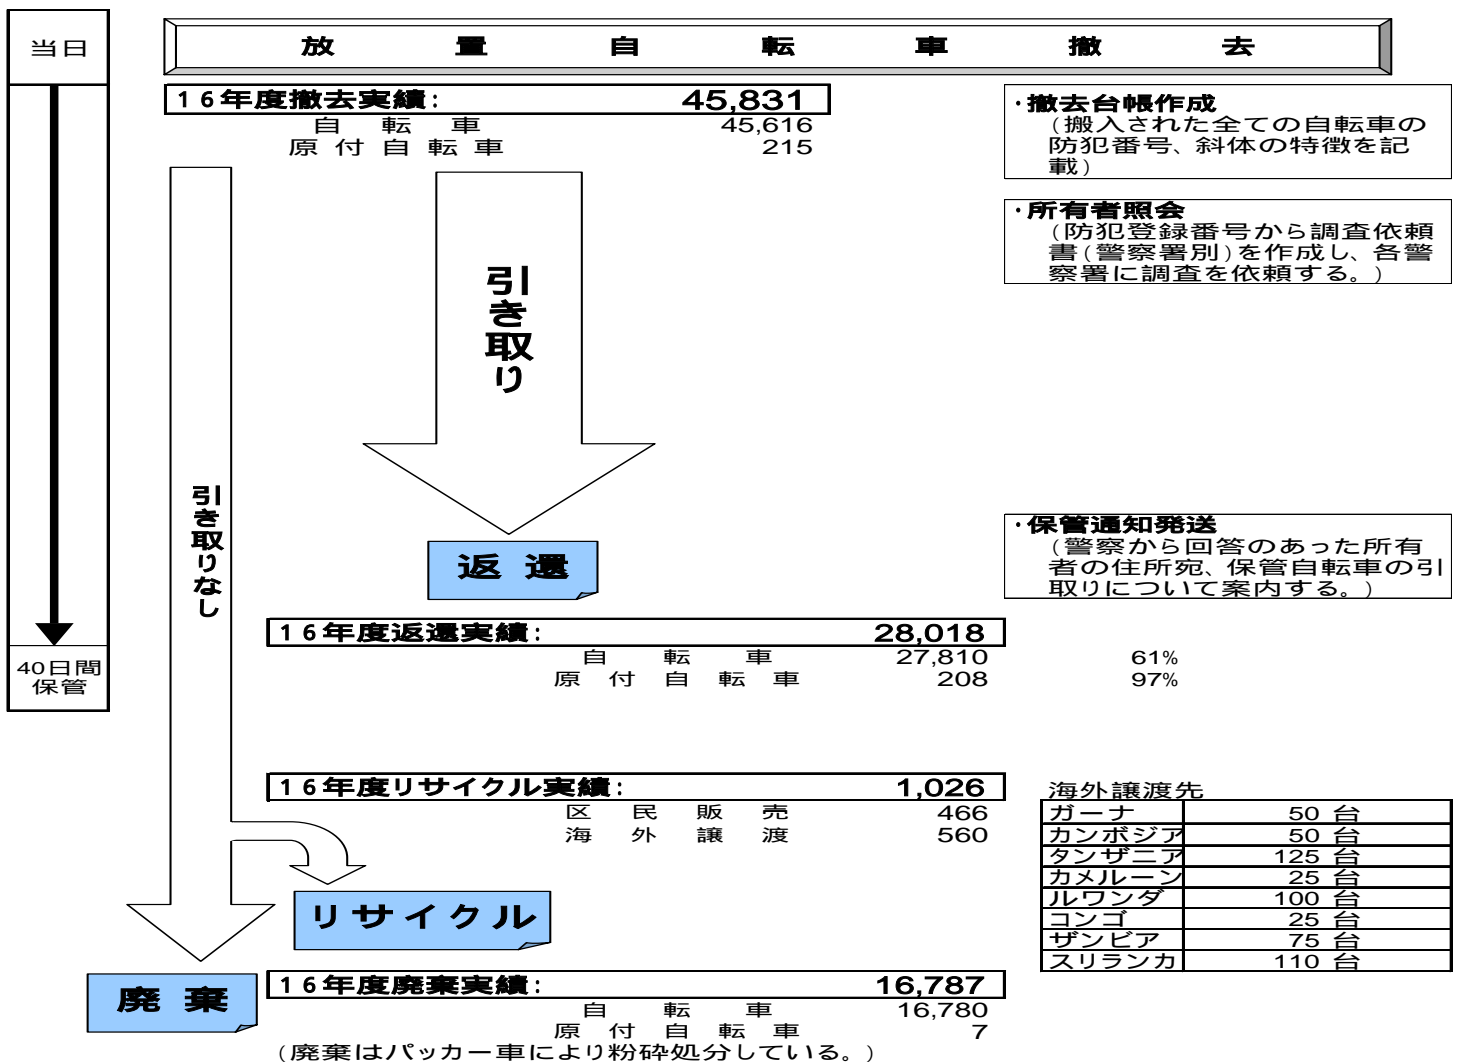 当日
放置自転車撤去
16年度撤去実績: 45,831
自転車 45,616
原付自転車 215
・撤去台帳作成
(搬入された全ての自転車の
防犯番号、斜体の特徴を記
載)
・所有者照会
(防犯登録番号から調査依頼
書(警察署別)を作成し、各警
察署に調査を依頼する。)
引き取り
引き取りなし
・保管通知発送
(警察から回答のあった所有
者の住所宛、保管自転車の引
取りについて案内する。)
返還
16年度返還実績: 28,018
自転車 27,810 61%
原付自転車 208 97%
40日間
保管
16年度リサイクル実績: 1,026
区民販売 466
海外譲渡 560
海外譲渡先
ガーナ 50 台
カンボジア 50 台
タンザニア 125 台
カメルーン 25 台
ルワンダ 100 台
コンゴ 25 台
ザンビア 75 台
スリランカ 110 台
リサイクル
廃棄
16年度廃棄実績: 16,787
自転車 16,780
原付自転車 7
(廃棄はパッカー車により粉砕処分している。)